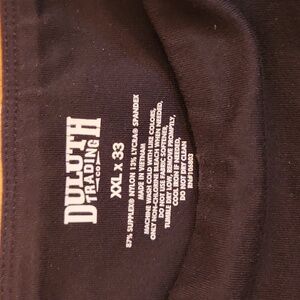 DULUTH
TRADING
CO
XXL x 33
87% SUPPLEX® NYLON 13% LYCRA® SPANDEX
MADE IN VIETNAM
MACHINE WASH COLD WITH LIKE COLORS,
ONLY NON-CHLORINE BLEACH WHEN NEEDED,
DO NOT USE FABRIC SOFTENER,
TUMBLE DRY LOW, REMOVE PROMPTLY,
COOL IRON IF NEEDED,
DO NOT DRY CLEAN